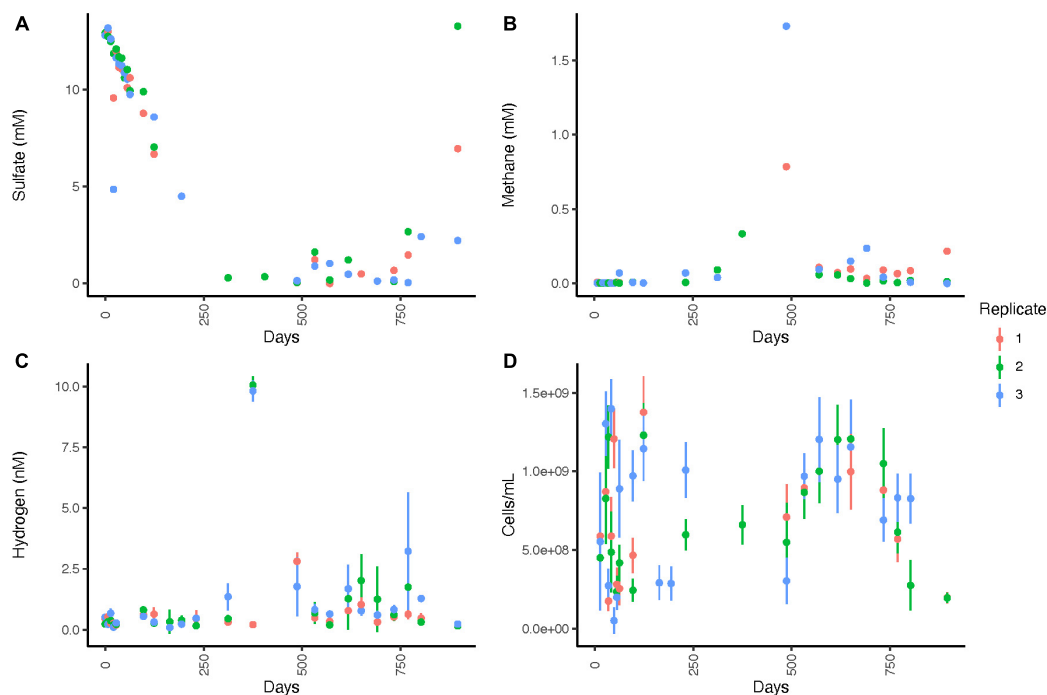 A
Sulfate (mM)
10
5
0
0
250
500
750
Days
B
Methane (mM)
1.5
1.0
0.5
0.0
0
250
500
750
Days
C
Hydrogen (nM)
10.0
7.5
5.0
2.5
0.0
0
250
500
750
Days
D
Cells/mL
1.5e+09
1.0e+09
5.0e+08
0.0e+00
0
250
500
750
Days
Replicate
1
2
3